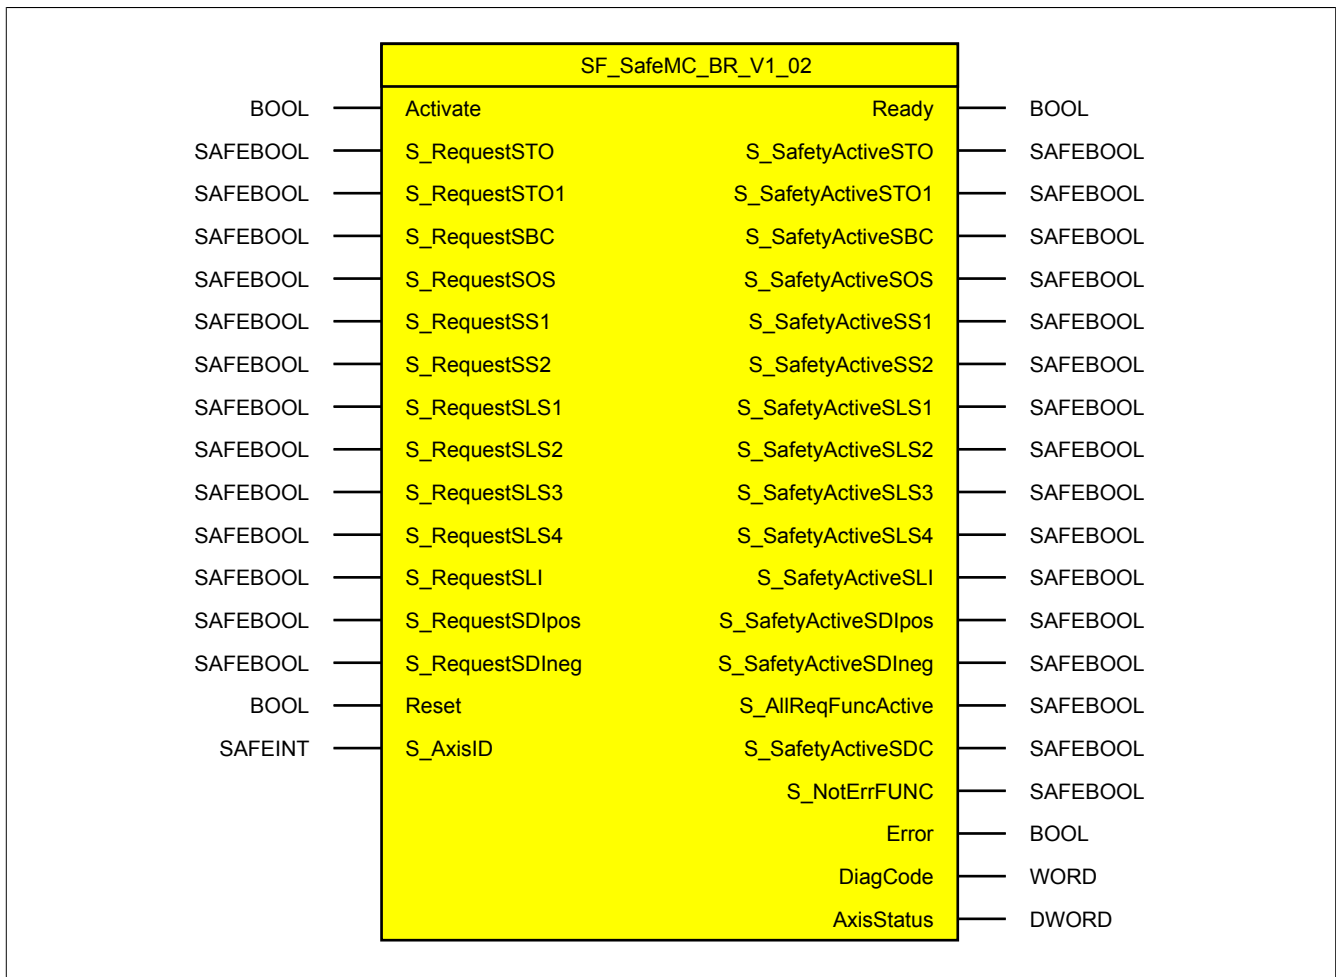 SF_SafeMC_BR_V1_02
BOOL Activate Ready BOOL
SAFEBOOL S_RequestSTO S_SafetyActiveSTO SAFEBOOL
SAFEBOOL S_RequestSTO1 S_SafetyActiveSTO1 SAFEBOOL
SAFEBOOL S_RequestSBC S_SafetyActiveSBC SAFEBOOL
SAFEBOOL S_RequestSOS S_SafetyActiveSOS SAFEBOOL
SAFEBOOL S_RequestSS1 S_SafetyActiveSS1 SAFEBOOL
SAFEBOOL S_RequestSS2 S_SafetyActiveSS2 SAFEBOOL
SAFEBOOL S_RequestSLS1 S_SafetyActiveSLS1 SAFEBOOL
SAFEBOOL S_RequestSLS2 S_SafetyActiveSLS2 SAFEBOOL
SAFEBOOL S_RequestSLS3 S_SafetyActiveSLS3 SAFEBOOL
SAFEBOOL S_RequestSLS4 S_SafetyActiveSLS4 SAFEBOOL
SAFEBOOL S_RequestSLI S_SafetyActiveSLI SAFEBOOL
SAFEBOOL S_RequestSDIpos S_SafetyActiveSDIpos SAFEBOOL
SAFEBOOL S_RequestSDIneg S_SafetyActiveSDIneg SAFEBOOL
BOOL Reset S_AllReqFuncActive SAFEBOOL
SAFEINT S_AxisID S_SafetyActiveSDC SAFEBOOL
S_NotErrFUNC SAFEBOOL
Error BOOL
DiagCode WORD
AxisStatus DWORD